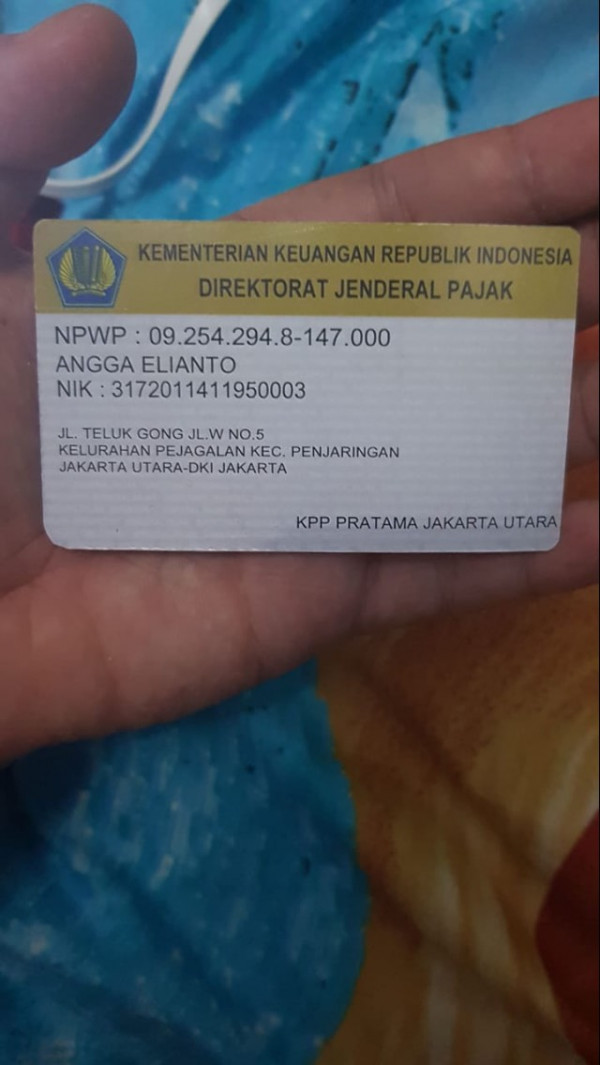 KEMENTERIAN KEUANGAN REPUBLIK INDONESIA
DIREKTORAT JENDERAL PAJAK
NPWP : 09.254.294.8-147.000
ANGGA ELIANTO
NIK : 3172011411950003
JL. TELUK GONG JL.W NO.5
KELURAHAN PEJAGALAN KEC. PENJARINGAN
JAKARTA UTARA-DKI JAKARTA
KPP PRATAMA JAKARTA UTARA